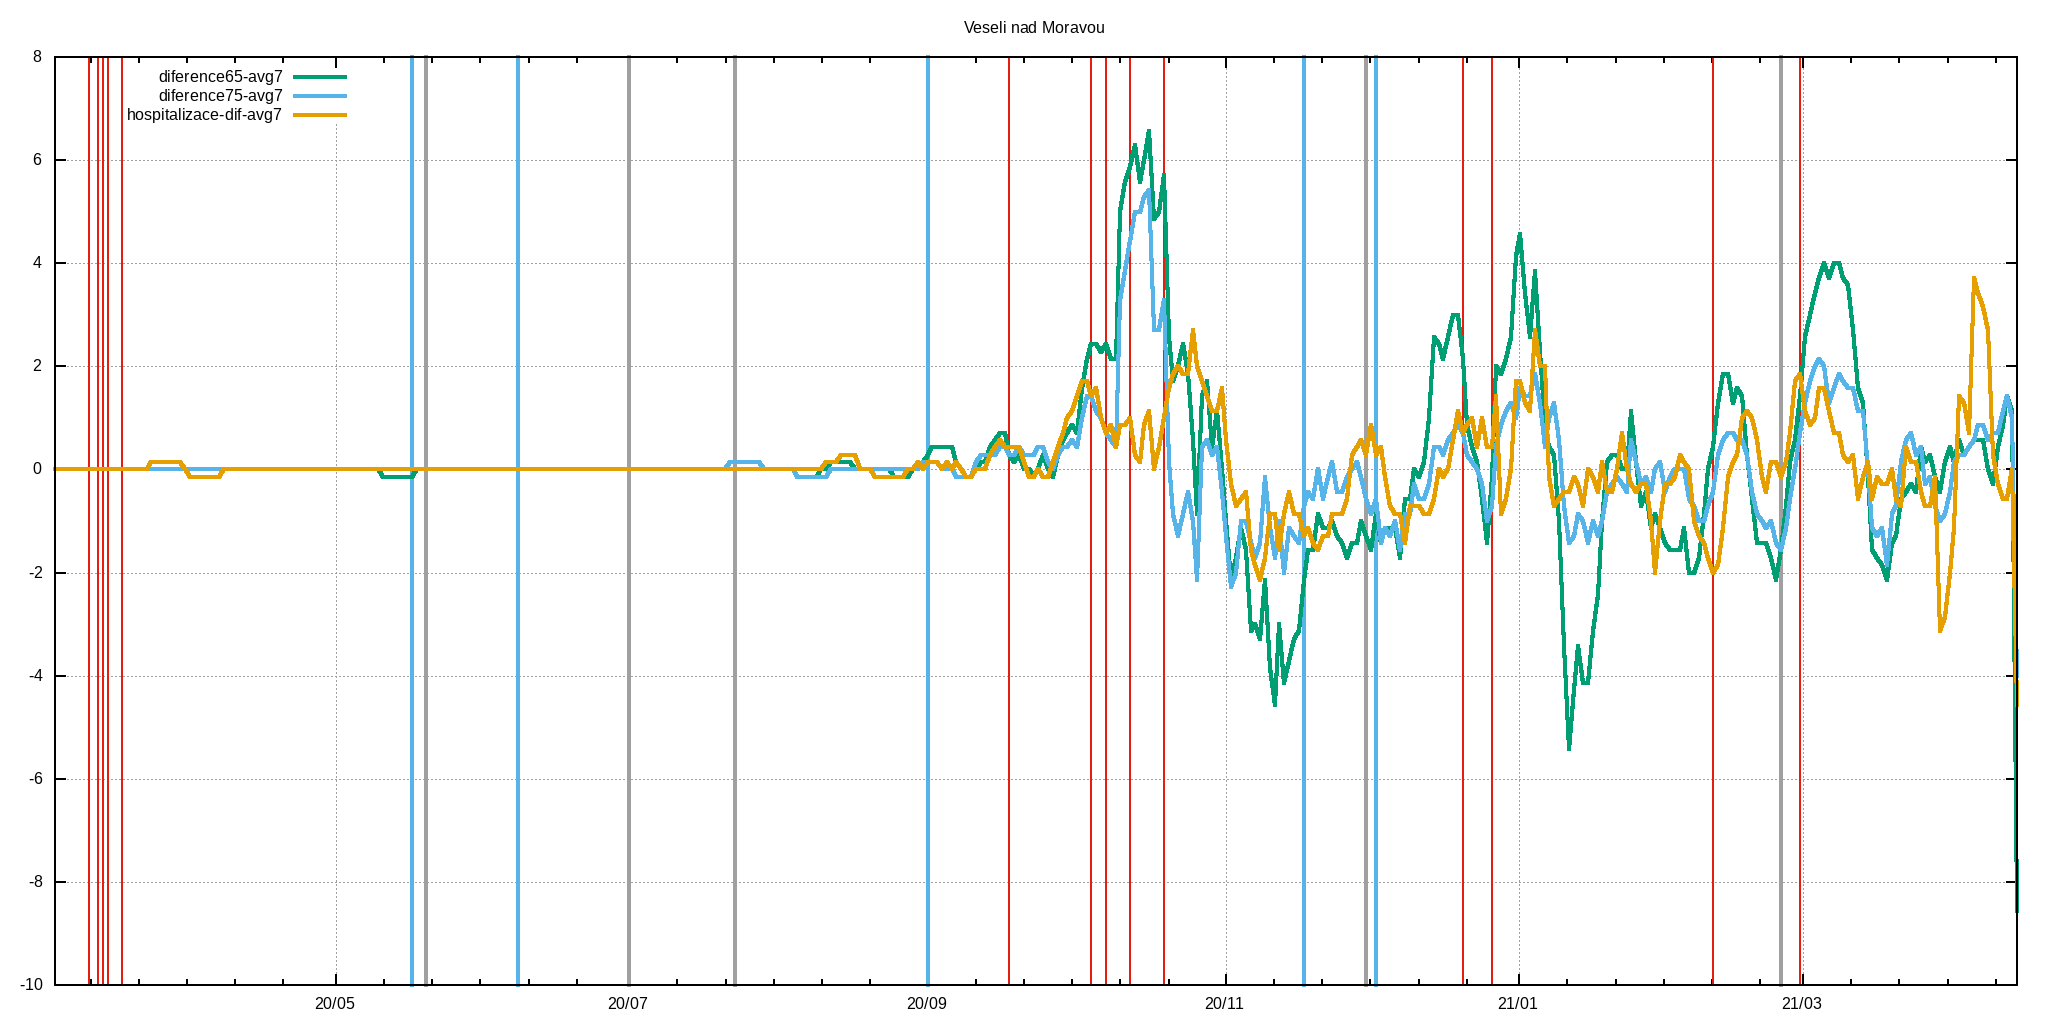 Veseli nad Moravou
8
diference65-avg7
diference75-avg7
hospitalizace-dif-avg7
6
4
2
0
-2
-4
-6
-8
-10
20/05 20/07 20/09 20/11 21/01 21/03